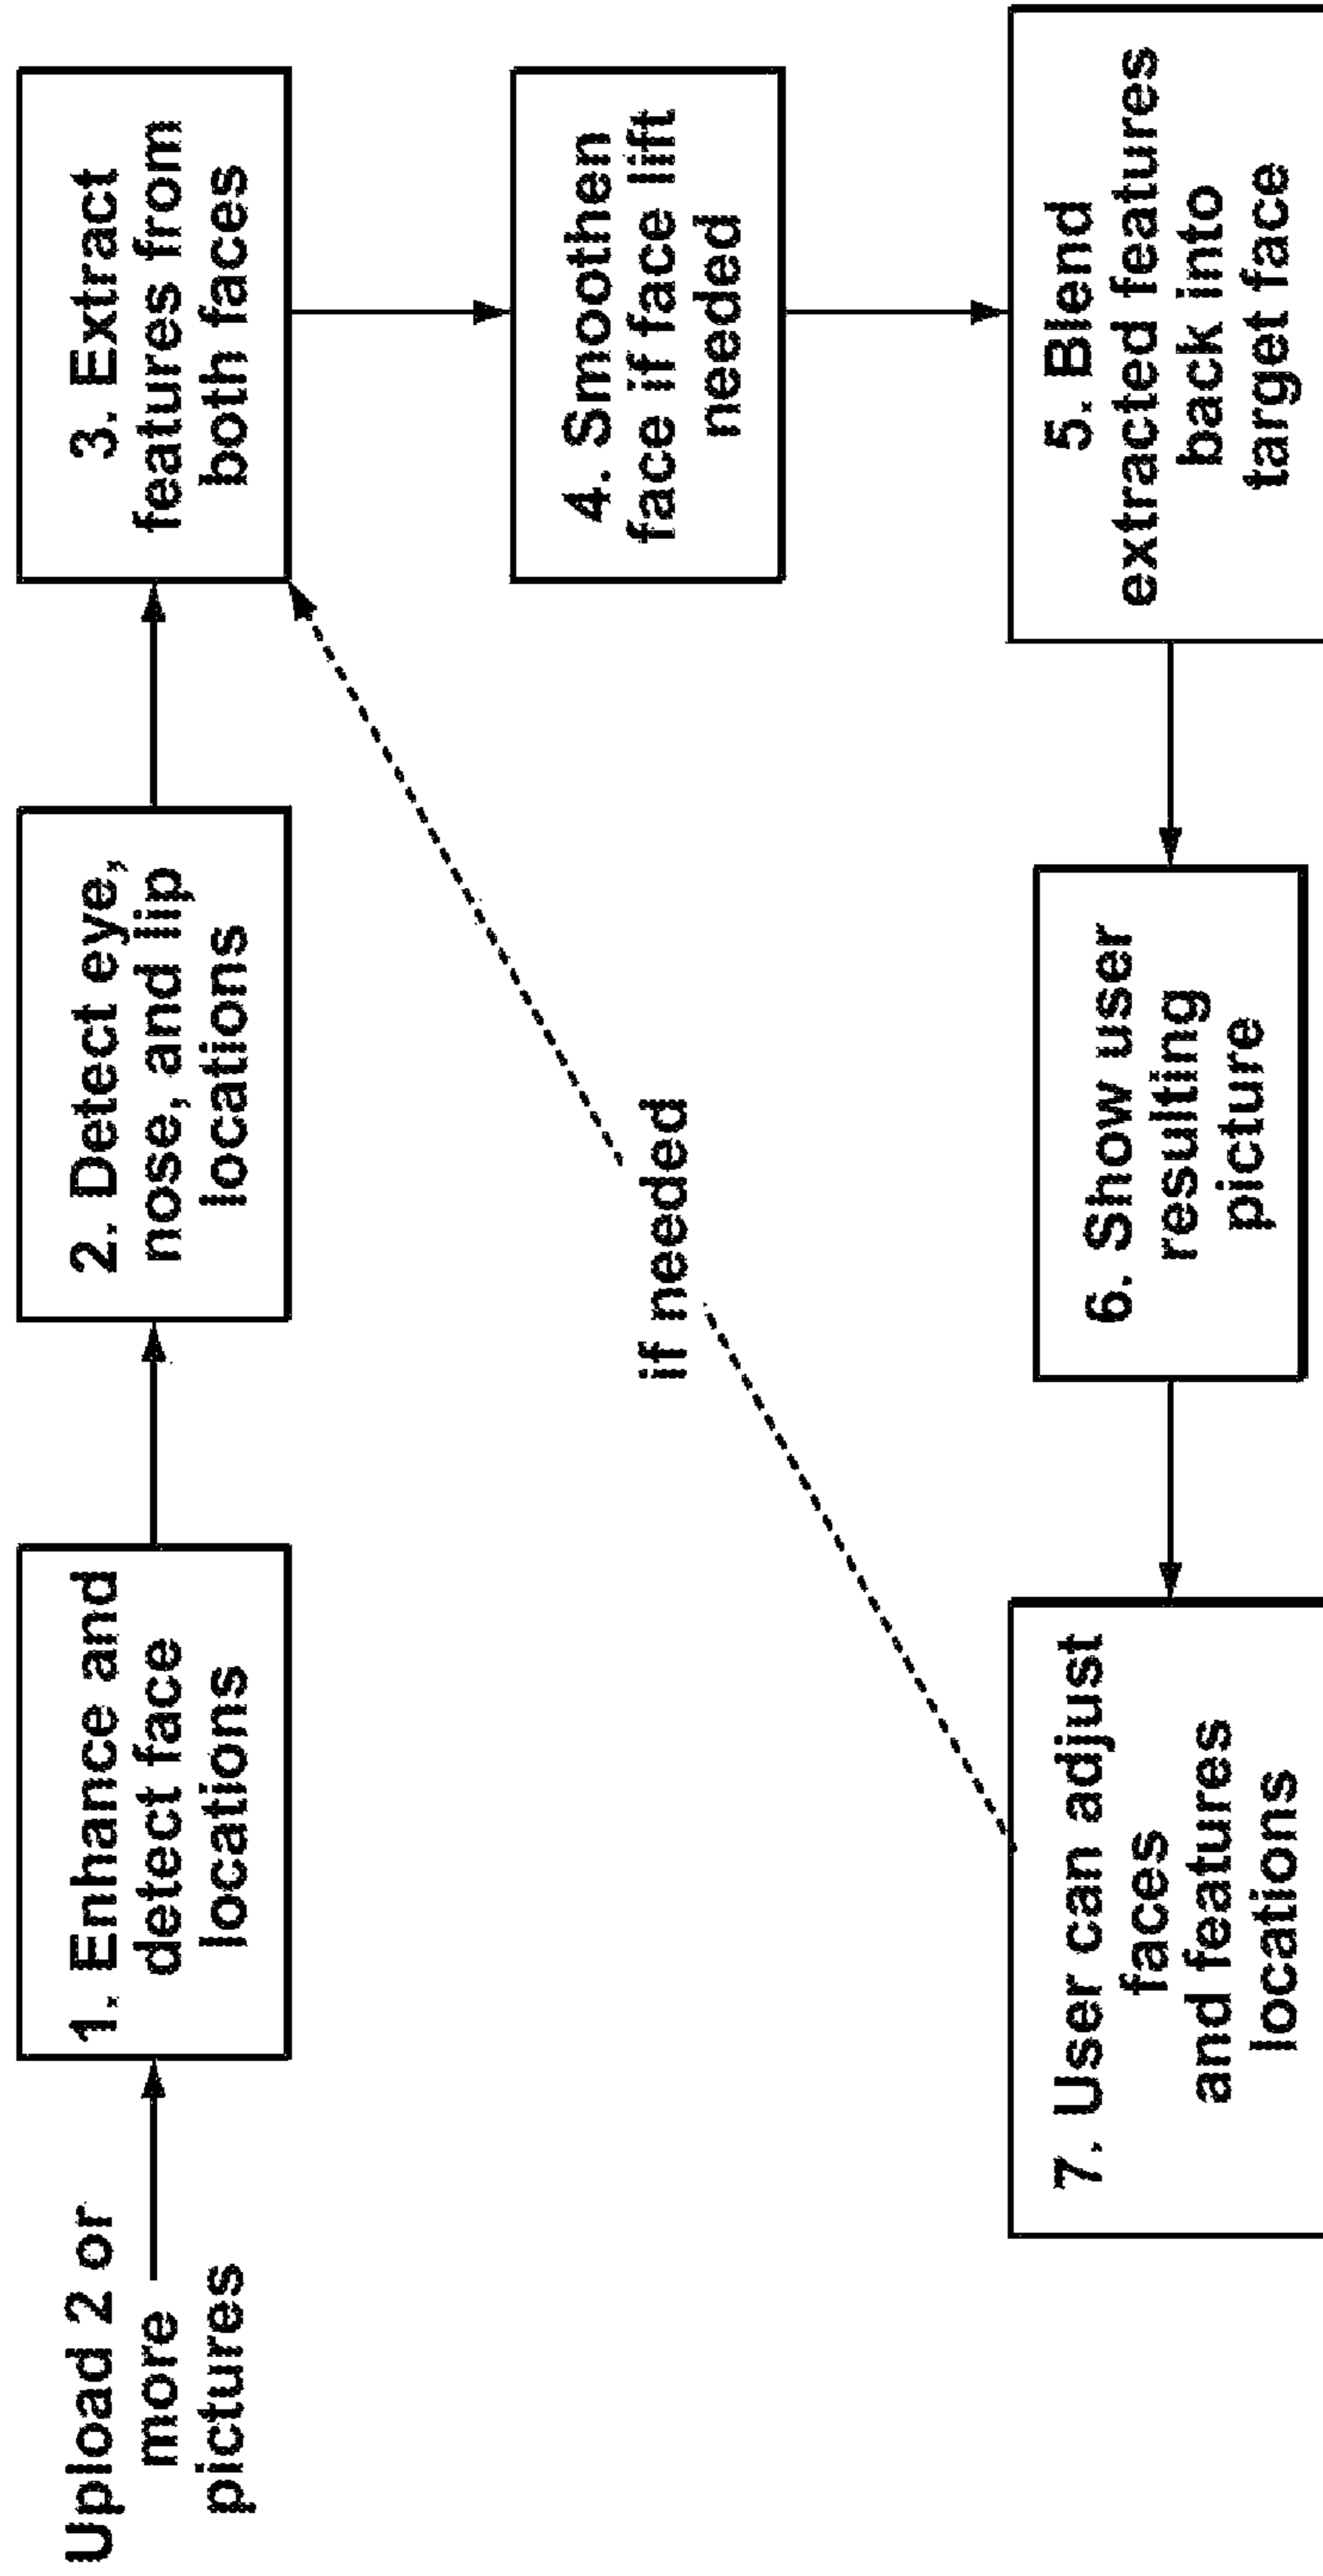 Upload 2 or
more
pictures
1. Enhance and
detect face
locations
2. Detect eye,
nose, and lip
locations
3. Extract
features from
both faces
4. Smoothen
face if face lift
needed
5. Blend
extracted features
back into
target face
6. Show user
resulting
picture
7. User can adjust
faces
and features
locations
if needed